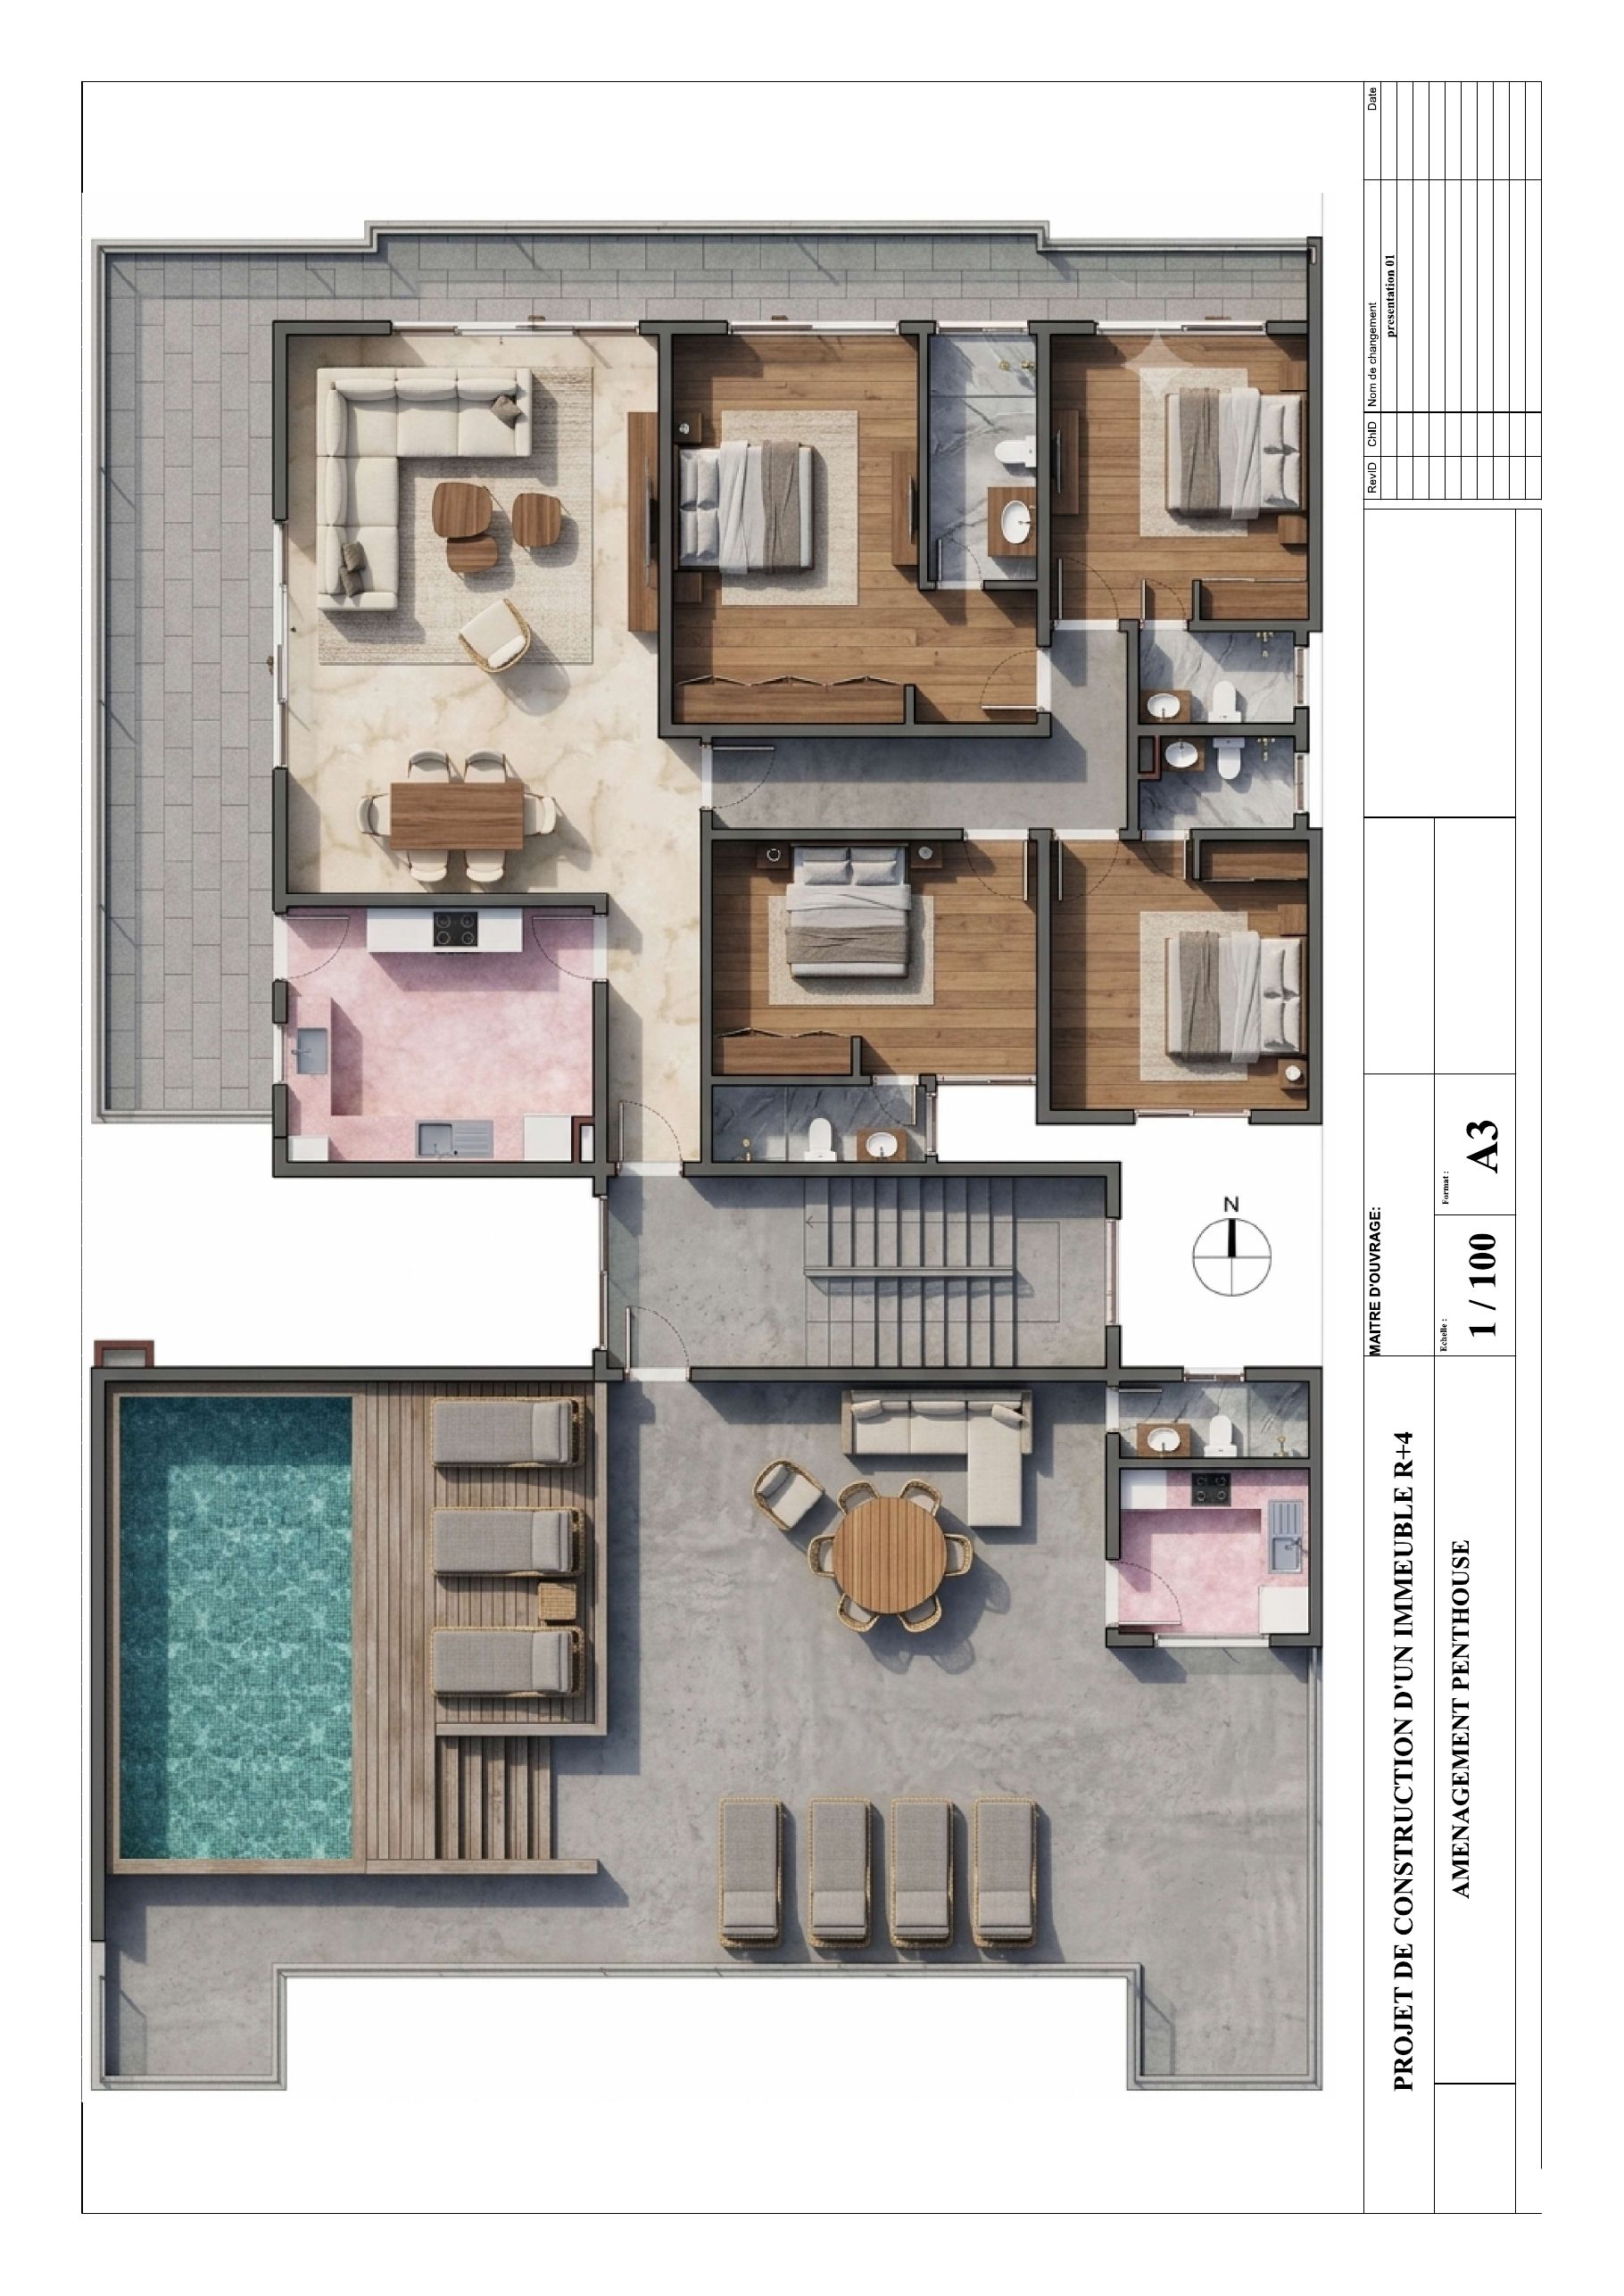 Date
Nom de changement
ChID
RevID
presentation 01
N
MAITRE D'OUVRAGE:
Format :
A3
Echelle :
1 / 100
PROJET DE CONSTRUCTION D'UN IMMEUBLE R+4
AMENAGEMENT PENTHOUSE